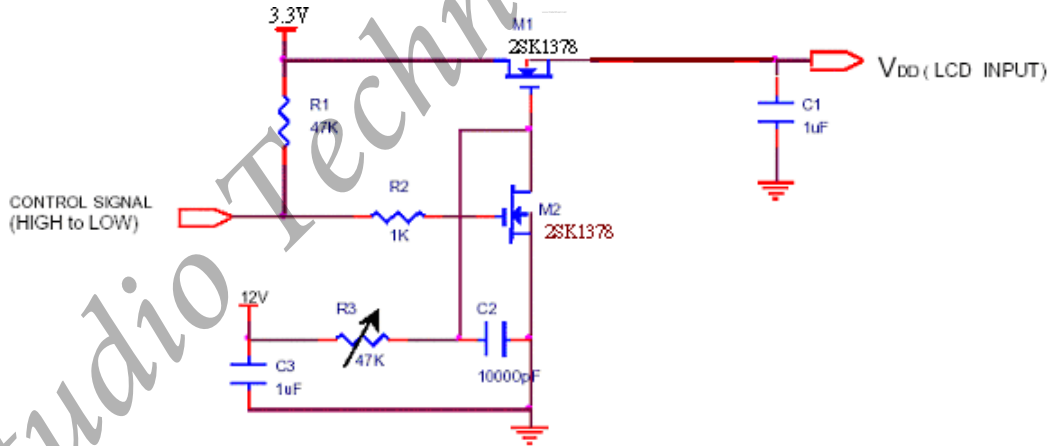 3.3V
M1
2SK1378
VDD ( LCD INPUT)
R1
47K
C1
1uF
CONTROL SIGNAL
(HIGH to LOW)
R2
1K
M2
2SK1378
12V
R3
47K
C2
10000pF
C3
1uF